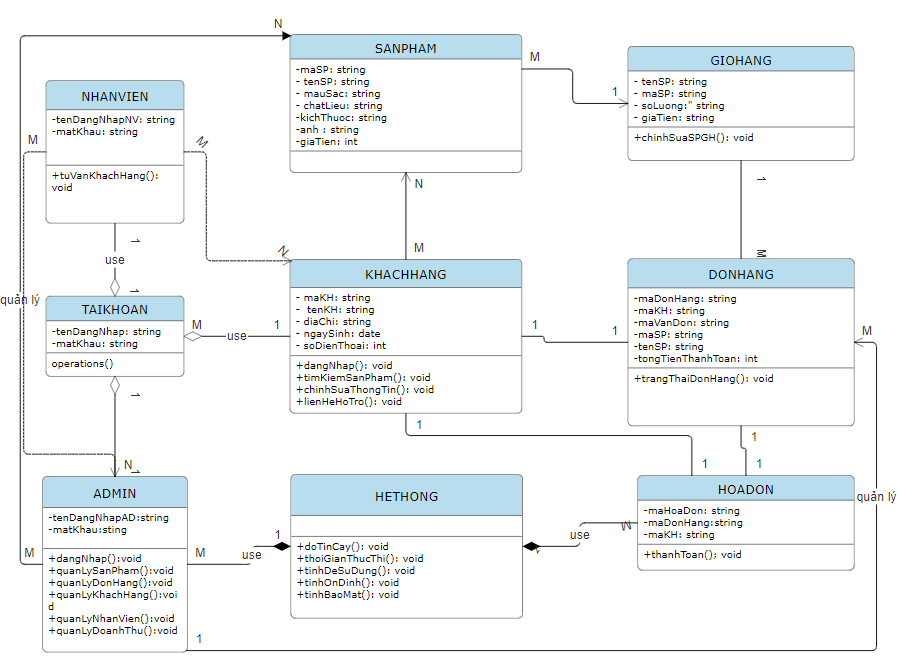 N
SANPHAM
-maSP: string
- tenSP: string
- mauSac: string
- chatLieu: string
-kichThuoc: string
-anh : string
-giaTien: int
M
1
GIOHANG
- tenSP: string
- maSP: string
- soLuong:" string
- giaTien: string
+chinhSuaSPGH(): void
NHANVIEN
-tenDangNhapNV: string
-matKhau: string
+tuVanKhachHang():
void
M
M
N
1
use
1
N
M
1
M
quản lý
TAIKHOAN
-tenDangNhap: string
-matKhau: string
operations()
M
use
1
KHACHHANG
- maKH: string
- tenKH: string
- diaChi: string
- ngaySinh: date
- soDienThoai: int
+dangNhap(): void
+timKiemSanPham(): void
+chinhSuaThongTin(): void
+lienHeHoTro(): void
1
1
DONHANG
-maDonHang: string
-maKH: string
-maVanDon: string
-maSP: string
-tenSP: string
-tongTienThanhToan: int
+trangThaiDonHang(): void
M
1
1
1
1
1
N
1
ADMIN
-tenDangNhapAD:string
-matKhau:sting
+dangNhap():void
+quanLySanPham():void
+quanLyDonHang():void
+quanLyKhachHang():voi
d
+quanLyNhanVien():void
+quanLyDoanhThu():void
M
M
use
1
HETHONG
+doTinCay(): void
+thoiGianThucThi(): void
+tinhDeSuDung(): void
+tinhOnDinh(): void
+tinhBaoMat(): void
use
M
HOADON
-maHoaDon: string
-maDonHang:string
-maKH: string
+thanhToan(): void
quản lý
1